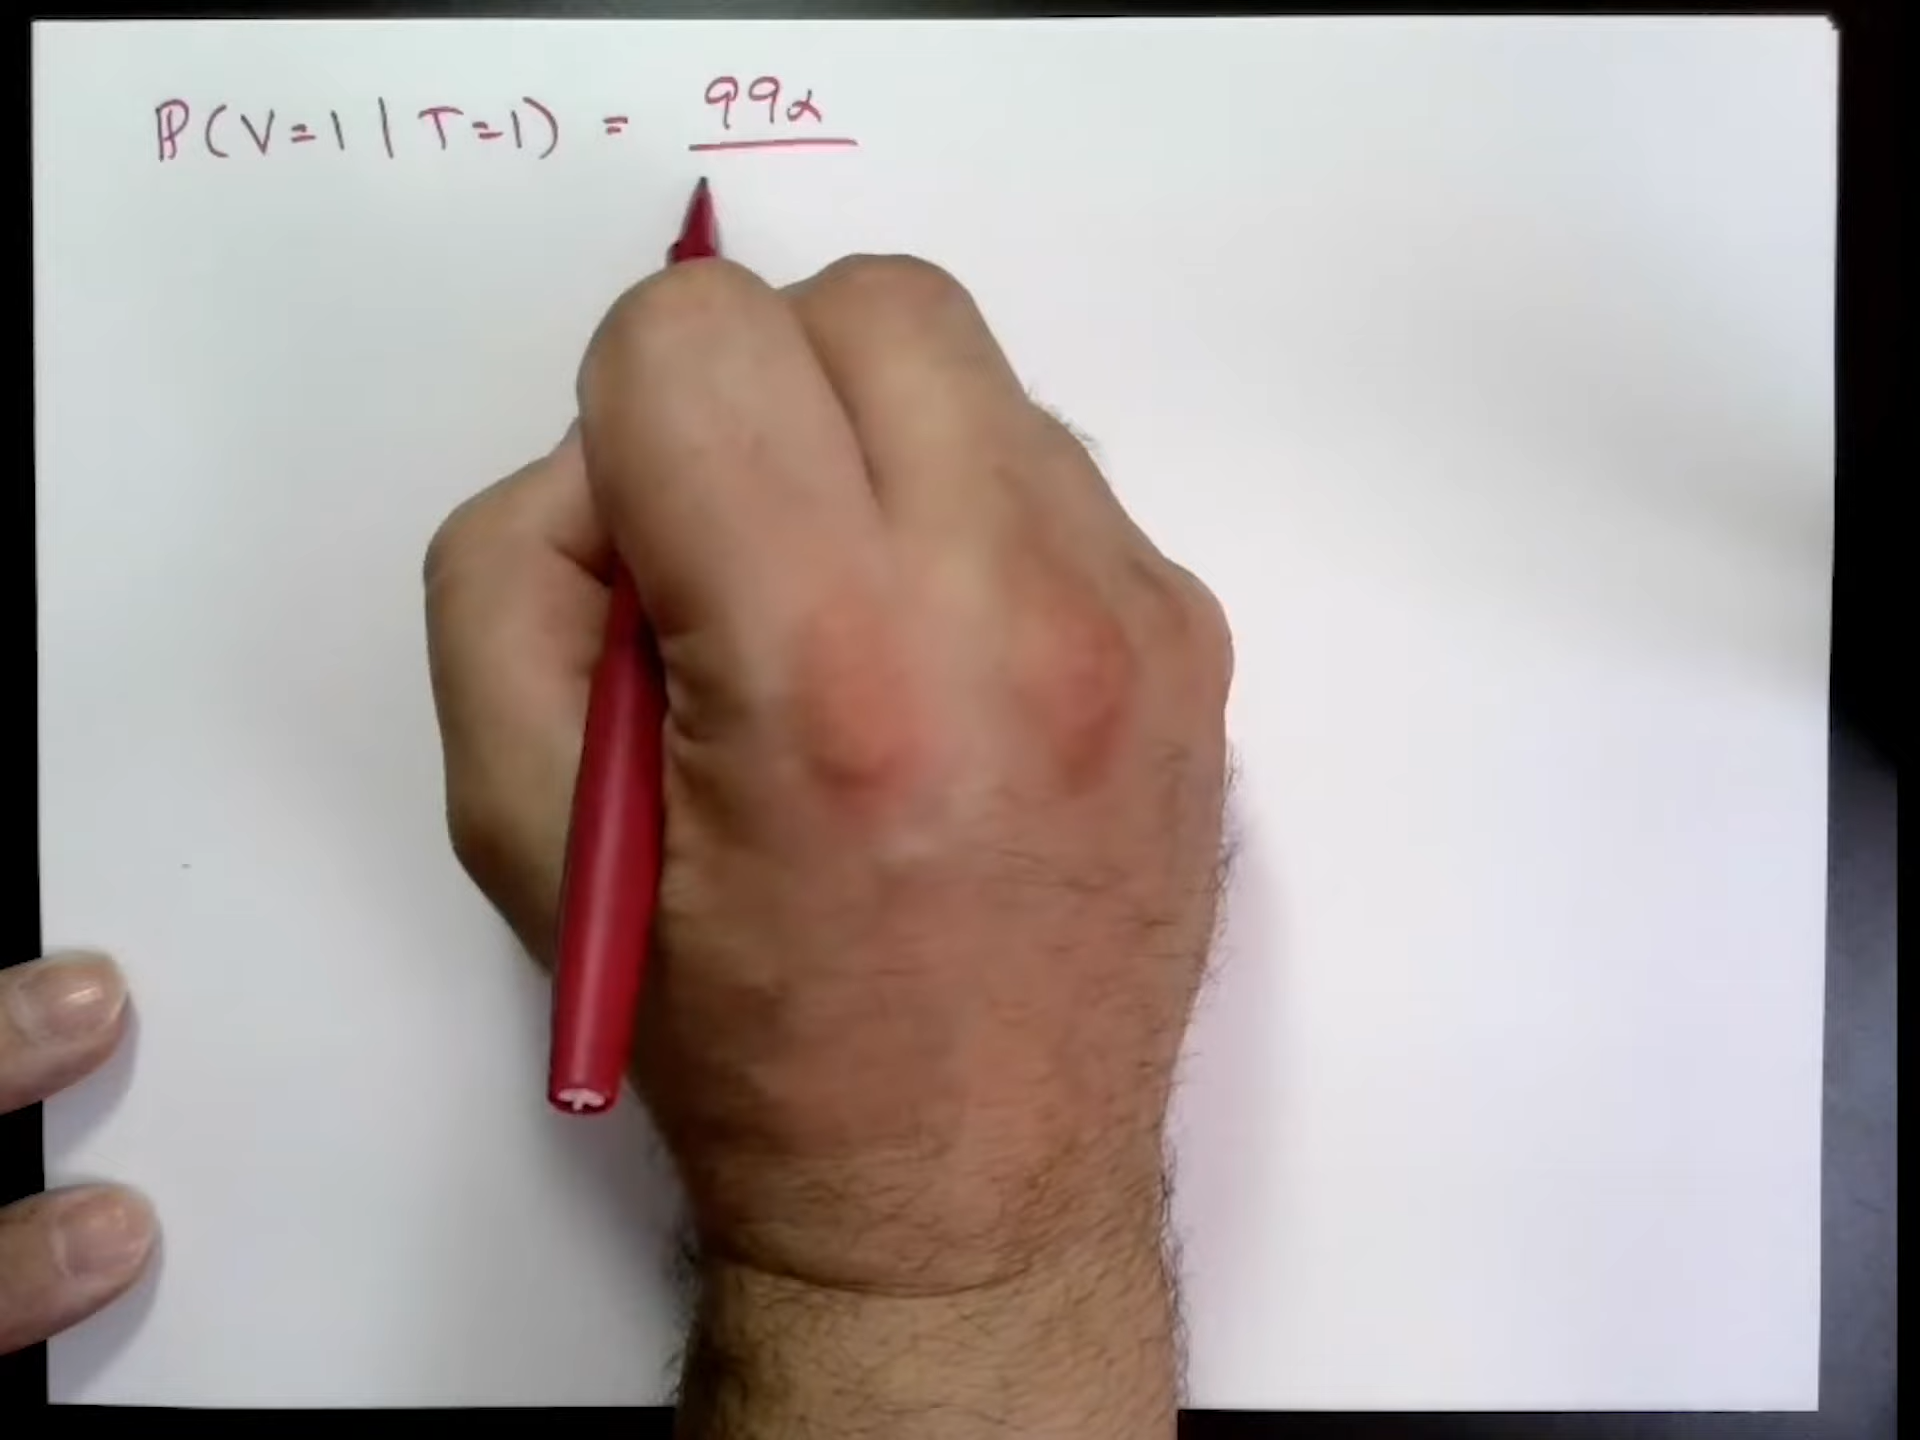 ℙ(V=1 | T=1) = 99α